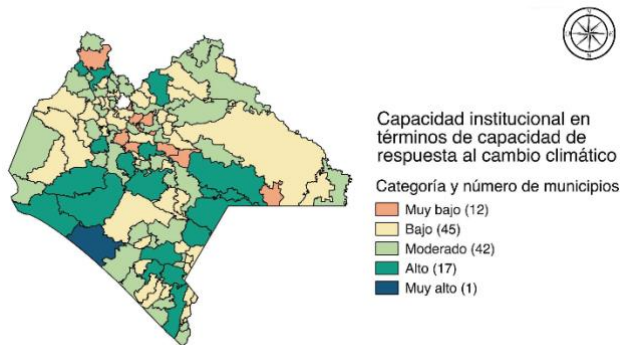 Capacidad institucional en
términos de capacidad de
respuesta al cambio climático
Categoría y número de municipios
Muy bajo (12)
Bajo (45)
Moderado (42)
Alto (17)
Muy alto (1)